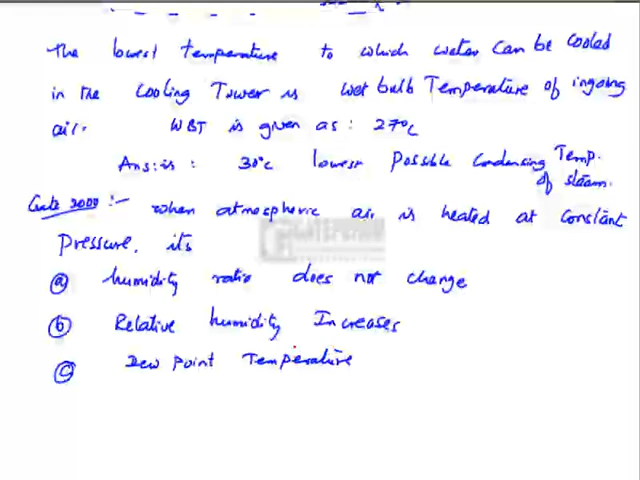 The lowest temperature to which water can be cooled
in the Cooling Tower is wet bulb Temperature of ingoing
air. WBT is given as : 27°C
Ans: is : 30°C lowest Possible Condensing Temp.
of steam.
Gate 2000 :- When atmospheric air is heated at Constant
Pressure, its
(a) humidity ratio does not change
(b) Relative humidity Increases
(c) Dew point Temperature